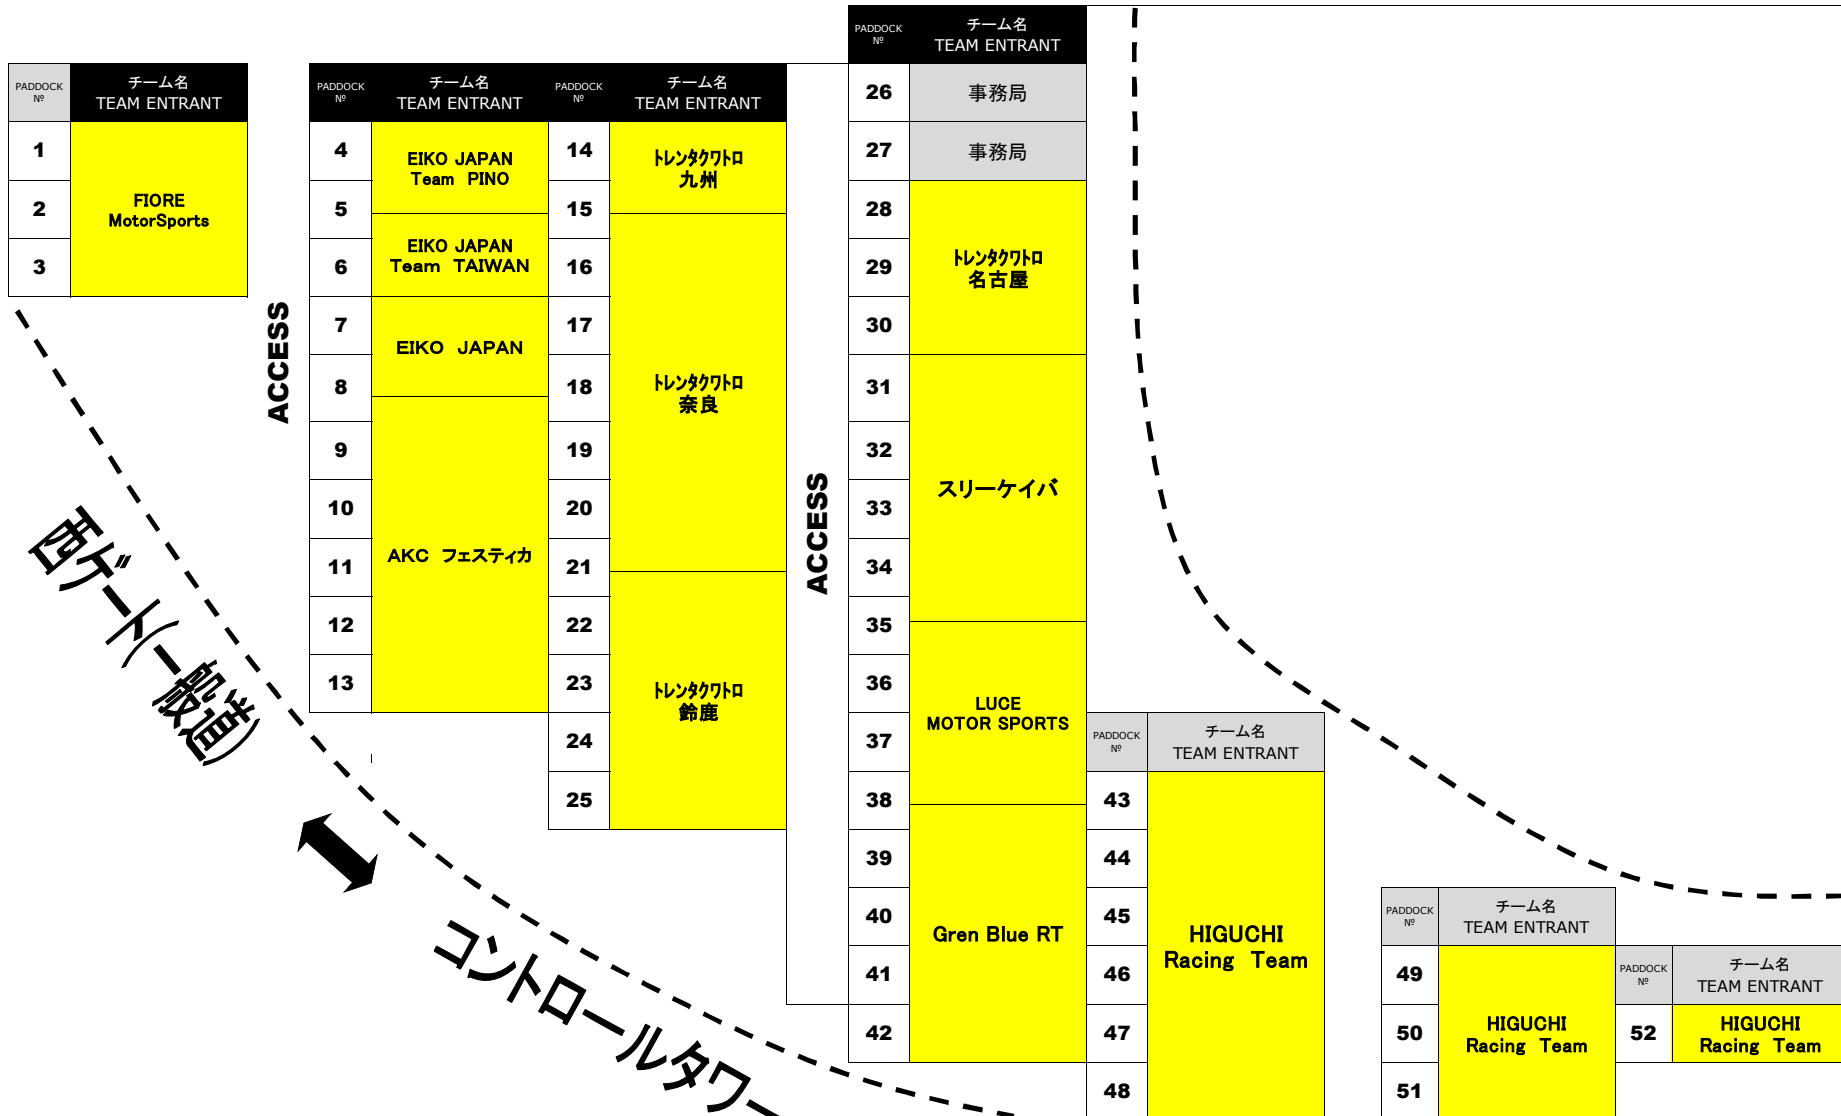 PADDOCK
Nº
チーム名
TEAM ENTRANT
1
2
3
FIORE
MotorSports
PADDOCK
Nº
チーム名
TEAM ENTRANT
4
5
6
7
8
9
10
11
12
13
EIKO JAPAN
Team PINO
EIKO JAPAN
Team TAIWAN
EIKO JAPAN
AKC フェスティカ
PADDOCK
Nº
チーム名
TEAM ENTRANT
14
15
16
17
18
19
20
21
22
23
24
25
トレンタクワトロ
九州
トレンタクワトロ
奈良
トレンタクワトロ
鈴鹿
ACCESS
ACCESS
PADDOCK
Nº
チーム名
TEAM ENTRANT
26
27
28
29
30
31
32
33
34
35
36
37
38
39
40
41
42
事務局
事務局
トレンタクワトロ
名古屋
スリーケイバ
LUCE
MOTOR SPORTS
Gren Blue RT
PADDOCK
Nº
チーム名
TEAM ENTRANT
43
44
45
46
47
48
HIGUCHI
Racing Team
PADDOCK
Nº
チーム名
TEAM ENTRANT
49
50
51
HIGUCHI
Racing Team
PADDOCK
Nº
チーム名
TEAM ENTRANT
52
HIGUCHI
Racing Team
西ゲート(一般道)
コントロールタワー